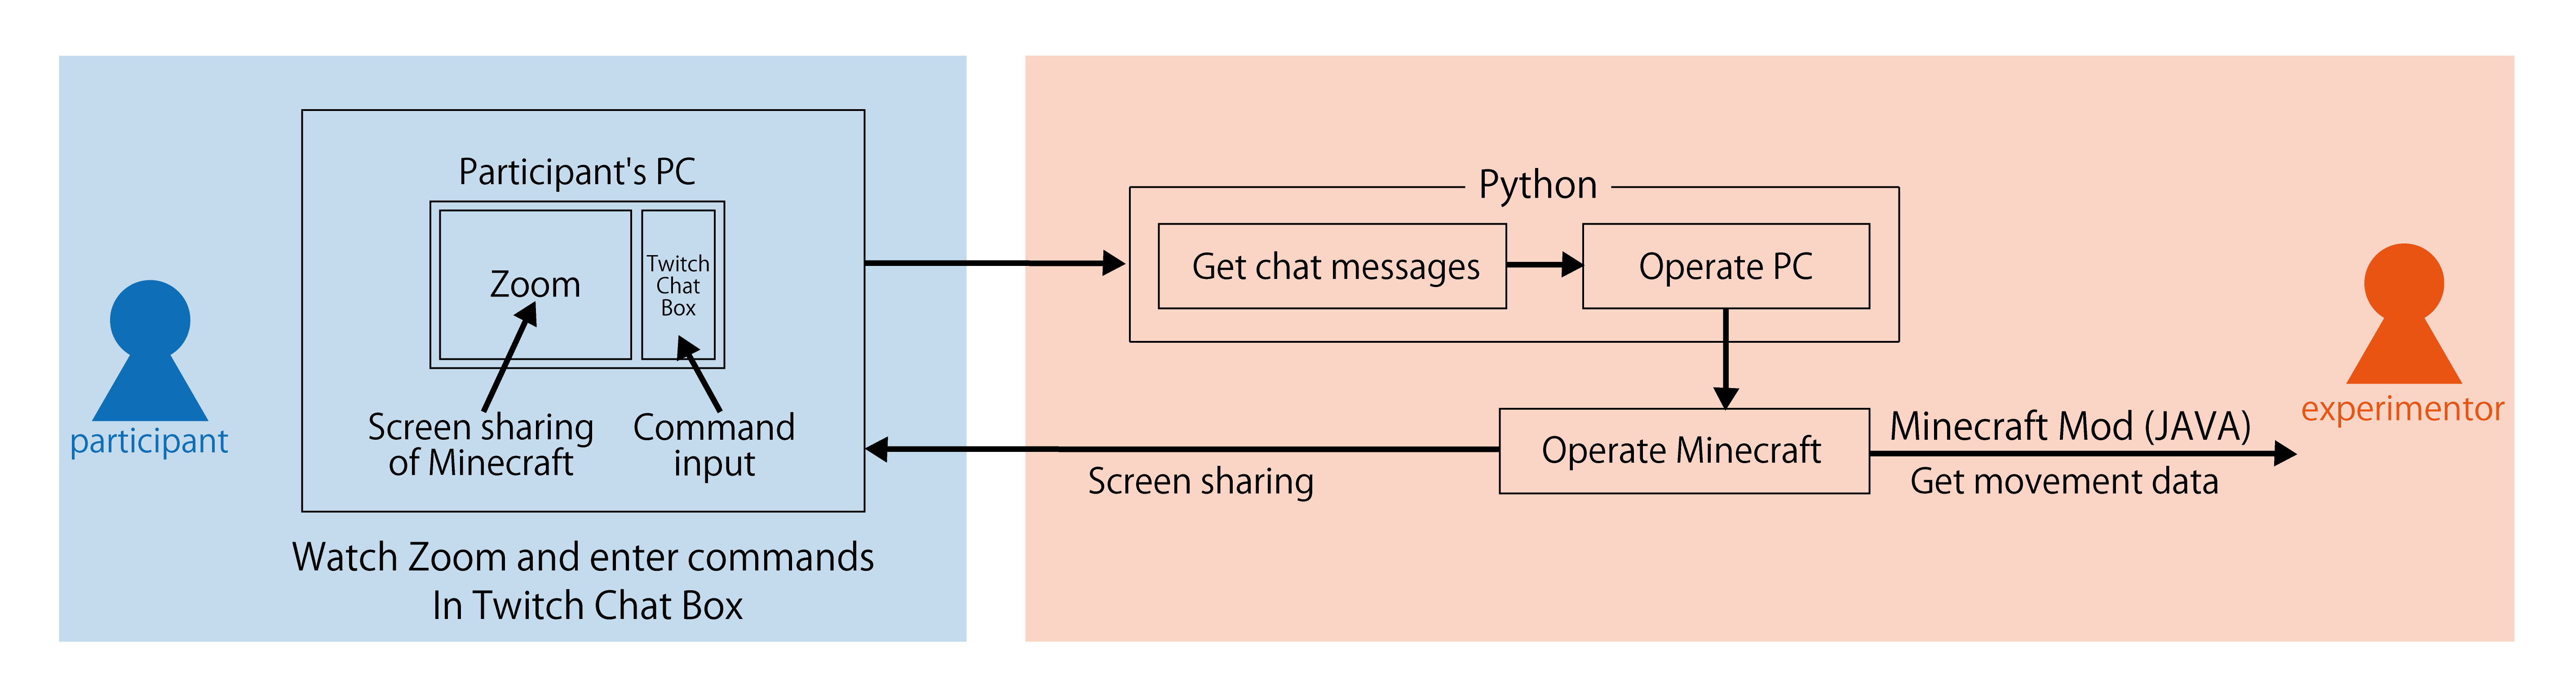 Participant's PC
Zoom
Twitch
Chat
Box
Screen sharing
of Minecraft
Command
input
participant
Watch Zoom and enter commands
In Twitch Chat Box
Python
Get chat messages
Operate PC
Operate Minecraft
Screen sharing
Minecraft Mod (JAVA)
Get movement data
experimentor